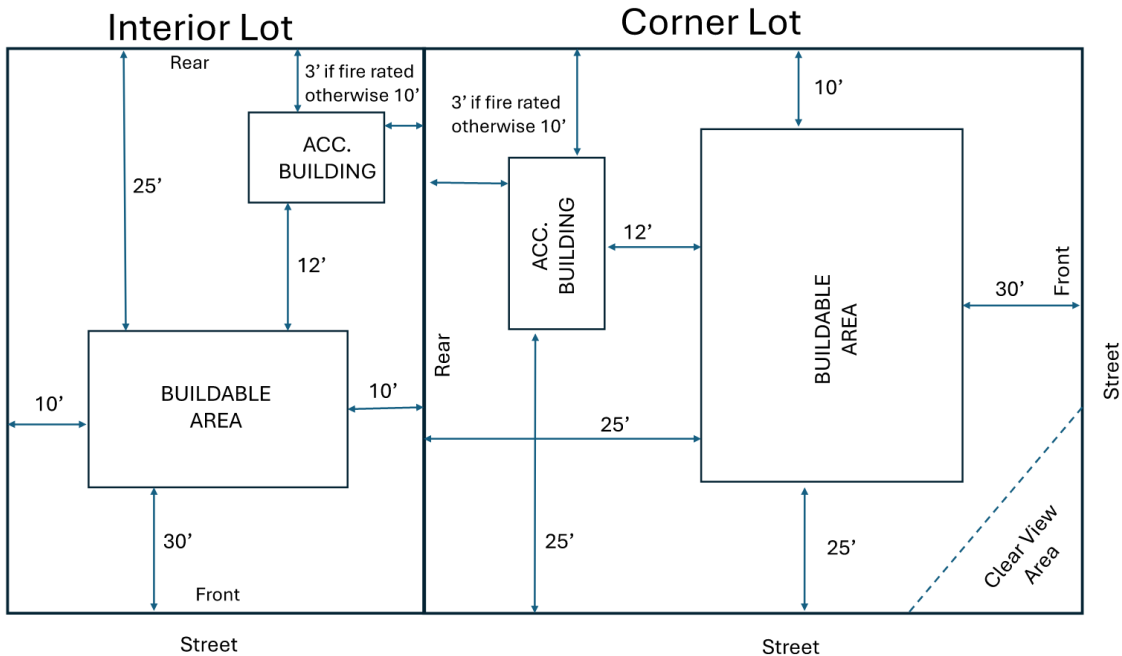 Interior Lot
Rear
3’ if fire rated
otherwise 10’
ACC.
BUILDING
25’
12’
BUILDABLE
AREA
10’
10’
30’
Front
Street
Corner Lot
3’ if fire rated
otherwise 10’
10’
ACC.
BUILDING
12’
BUILDABLE
AREA
30’
Front
Rear
Street
25’
25’
25’
Clear View
Area
Street